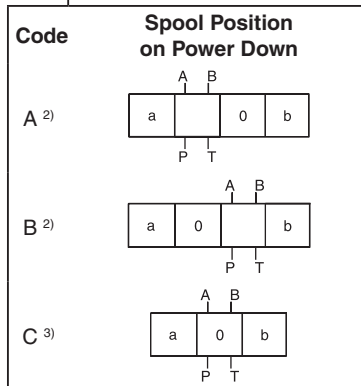 Code
Spool Position
on Power Down
A B
A 2)
a 0 b
P T
A B
B 2)
a 0 b
P T
A B
C 3)
a 0 b
P T